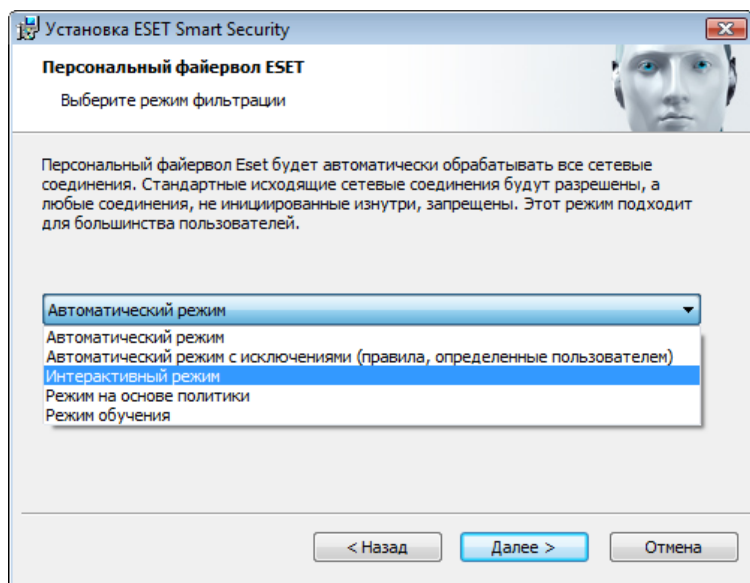 Установка ESET Smart Security
Персональный файервол ESET
Выберите режим фильтрации
Персональный файервол Eset будет автоматически обрабатывать все сетевые
соединения. Стандартные исходящие сетевые соединения будут разрешены, а
любые соединения, не инициированные изнутри, запрещены. Этот режим подходит
для большинства пользователей.
Автоматический режим
Автоматический режим
Автоматический режим с исключениями (правила, определенные пользователем)
Интерактивный режим
Режим на основе политики
Режим обучения
< Назад Далее > Отмена